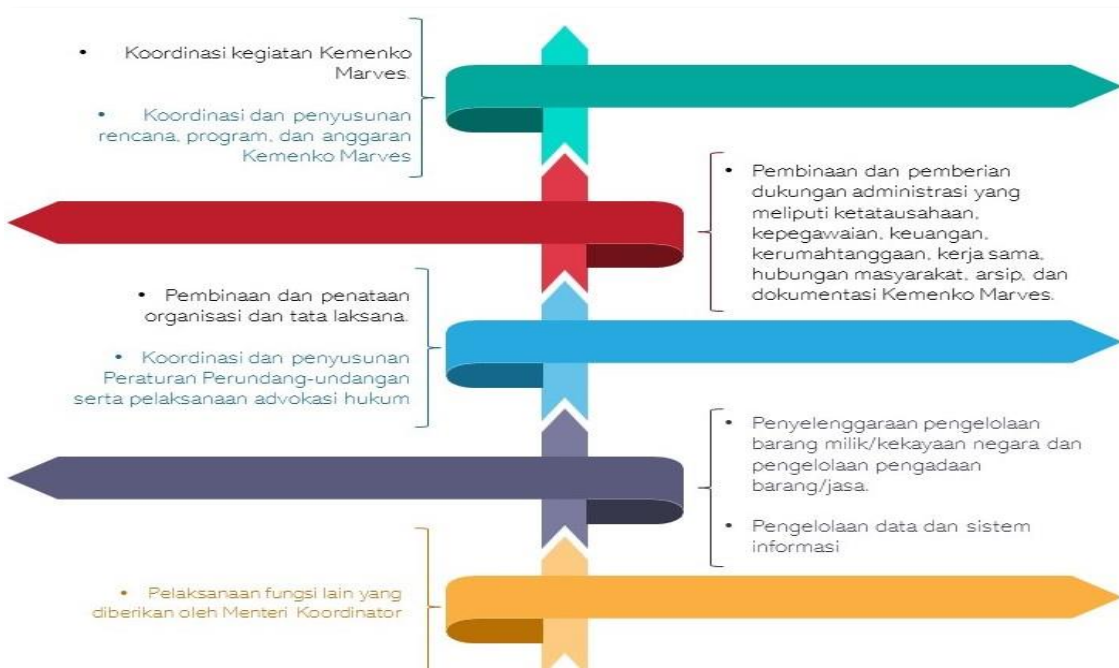 • Koordinasi kegiatan Kemenko
Marves.
• Koordinasi dan penyusunan
rencana, program, dan anggaran
Kemenko Marves
• Pembinaan dan pemberian
dukungan administrasi yang
meliputi ketatausahaan,
kepegawaian, keuangan,
kerumahtanggaan, kerja sama,
hubungan masyarakat, arsip, dan
dokumentasi Kemenko Marves.
• Pembinaan dan penataan
organisasi dan tata laksana.
• Koordinasi dan penyusunan
Peraturan Perundang-undangan
serta pelaksanaan advokasi hukum
• Penyelenggaraan pengelolaan
barang milik/kekayaan negara dan
pengelolaan pengadaan
barang/jasa.
• Pengelolaan data dan sistem
informasi
• Pelaksanaan fungsi lain yang
diberikan oleh Menteri Koordinator